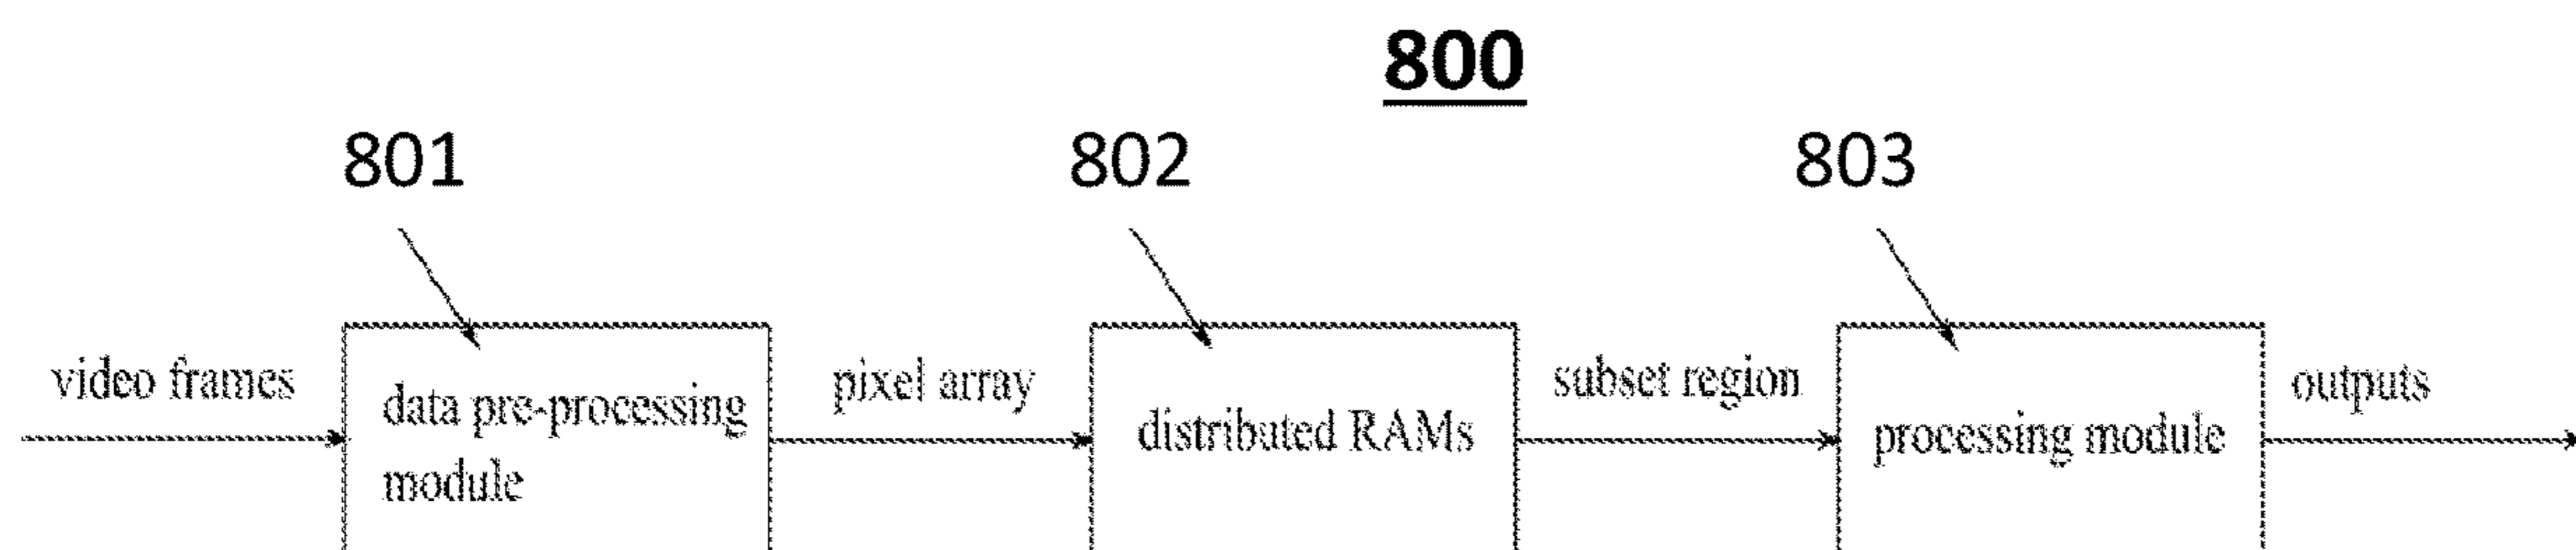 800
801
802
803
video frames
data pre-processing
module
pixel array
distributed RAMs
subset region
processing module
outputs